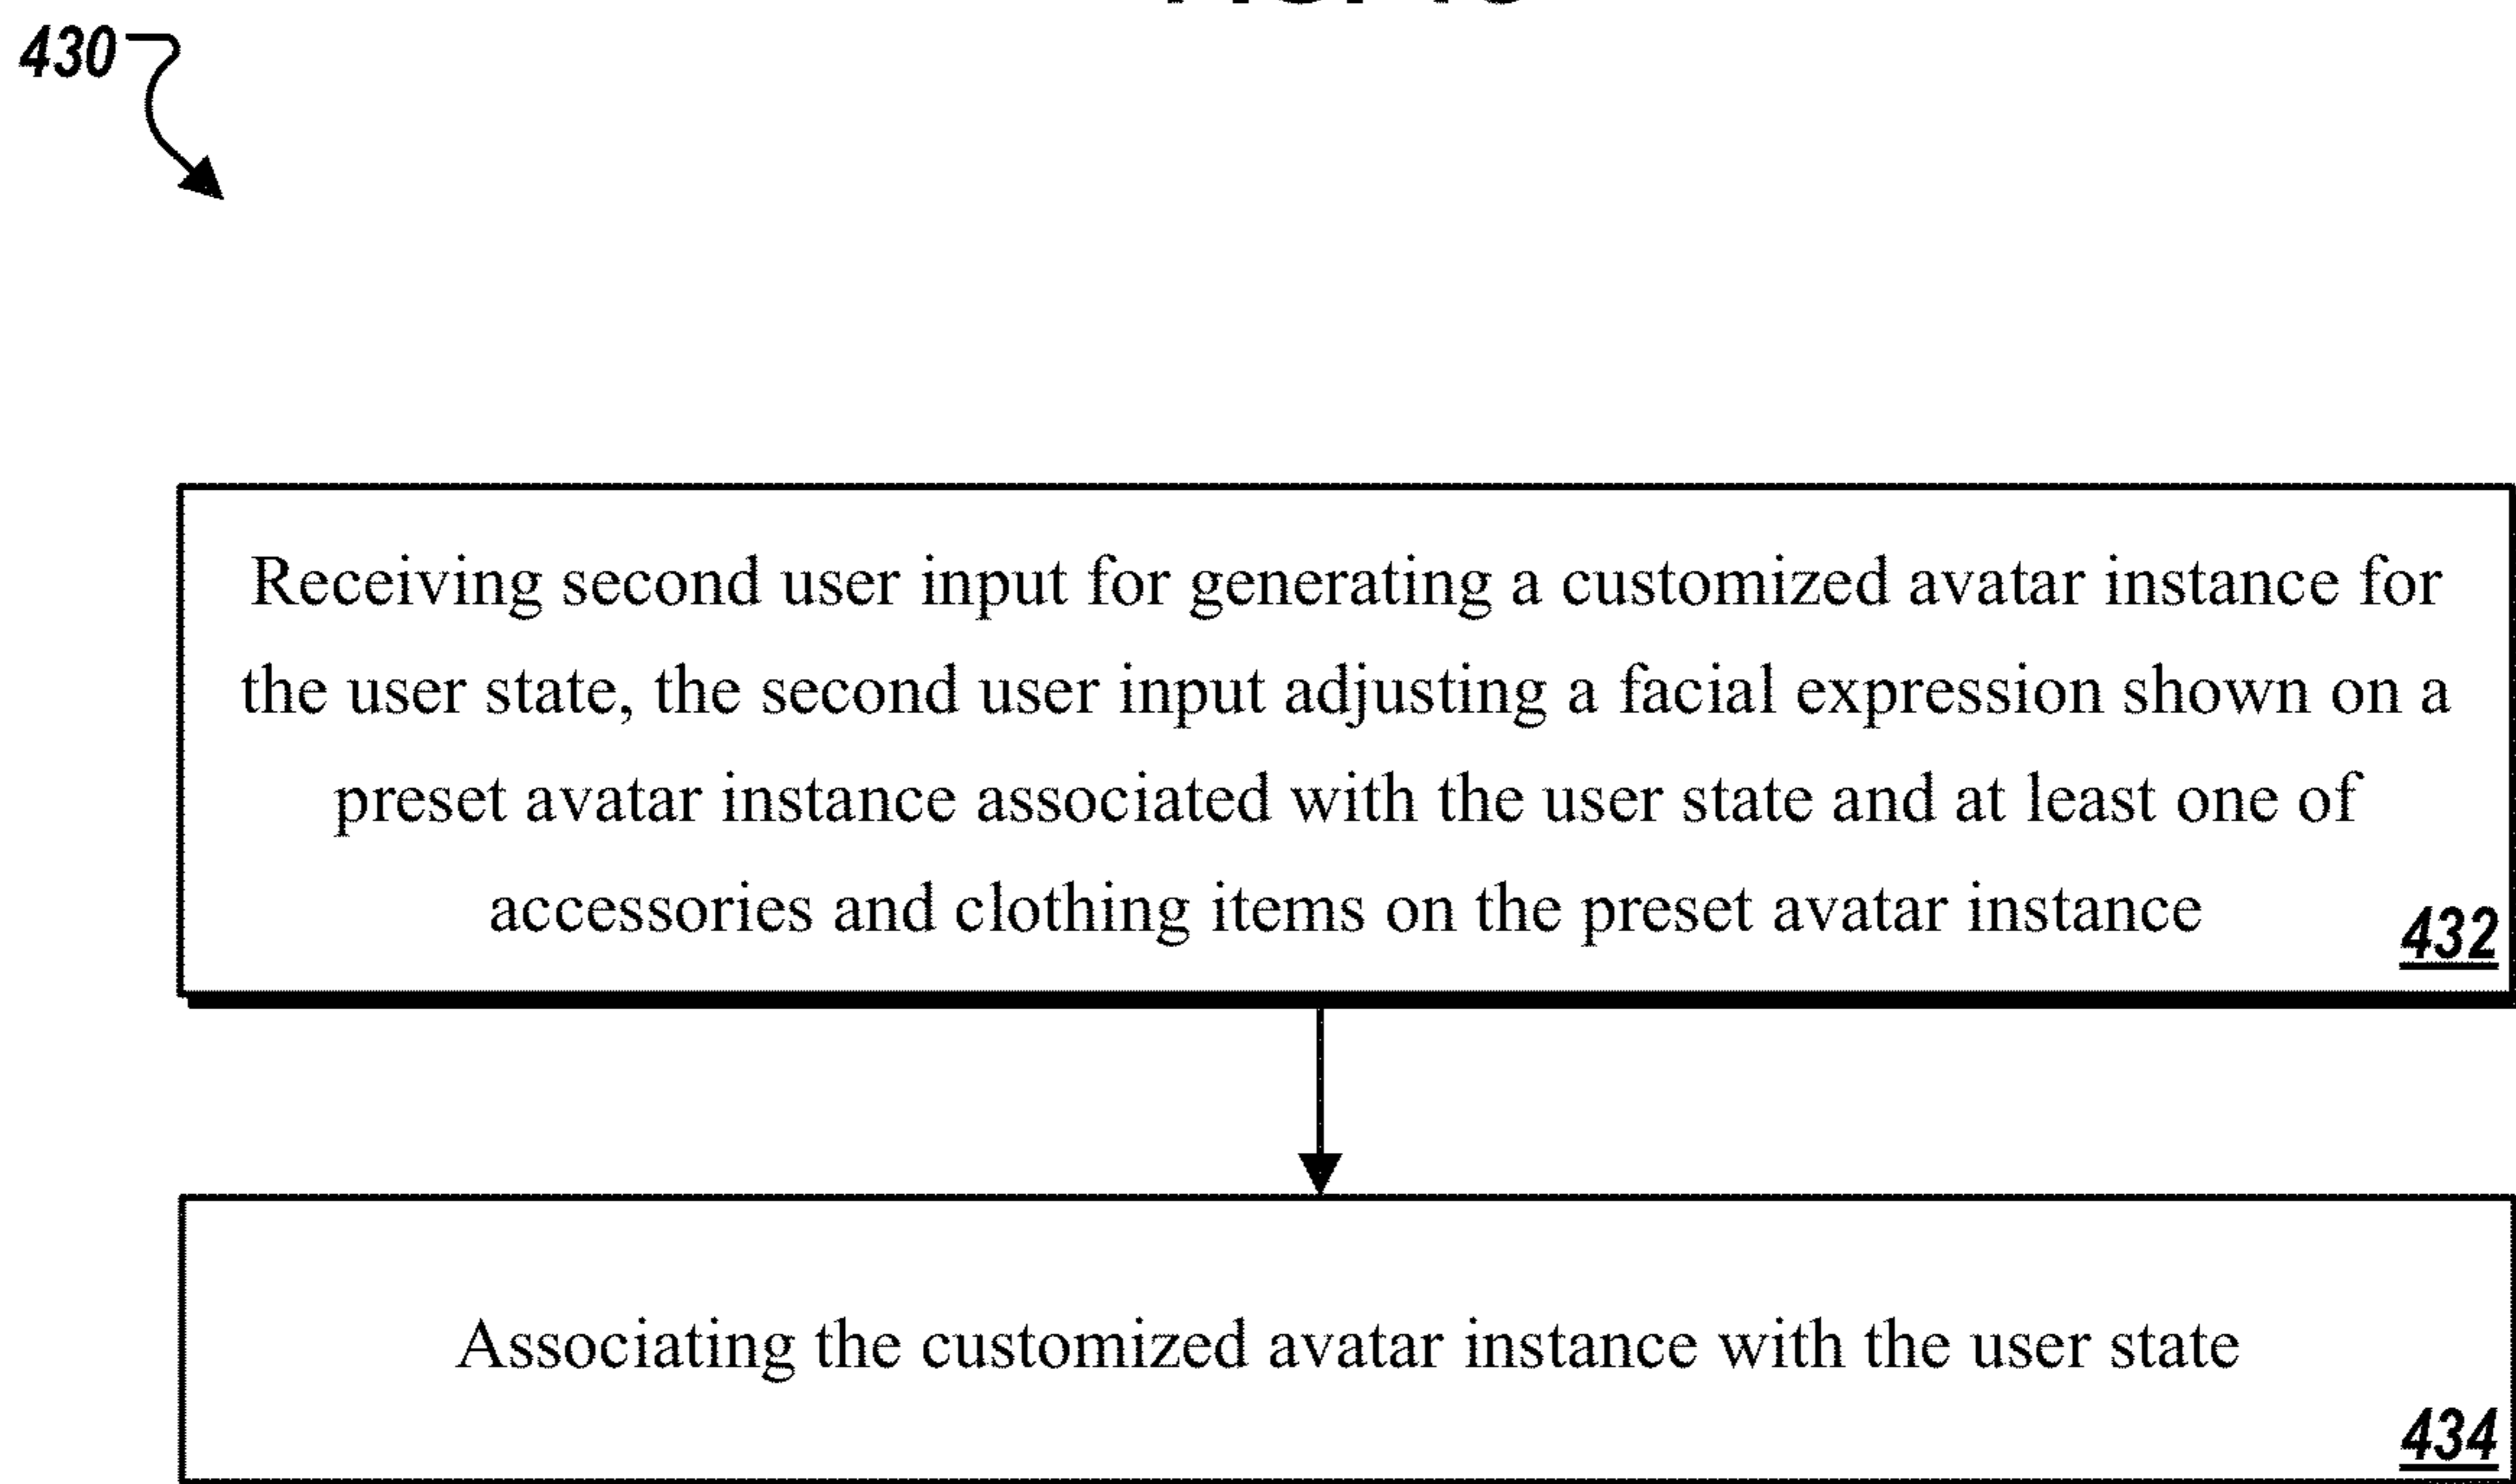 430
Receiving second user input for generating a customized avatar instance for
the user state, the second user input adjusting a facial expression shown on a
preset avatar instance associated with the user state and at least one of
accessories and clothing items on the preset avatar instance
432
Associating the customized avatar instance with the user state
434